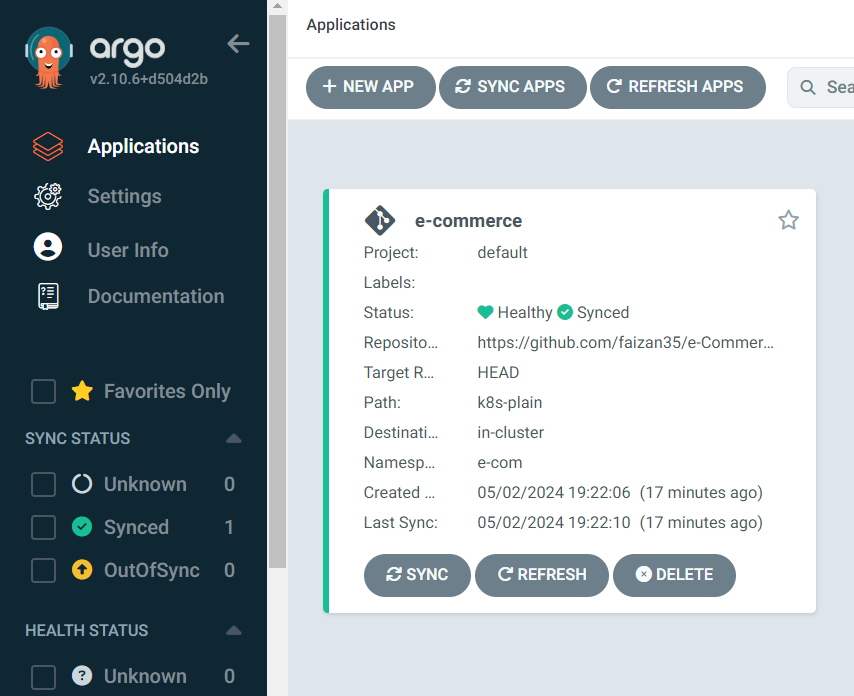 argo
v2.10.6+d504d2b
Applications
Settings
User Info
Documentation
Favorites Only
SYNC STATUS
Unknown 0
Synced 1
OutOfSync 0
HEALTH STATUS
Unknown 0
Applications
+ NEW APP SYNC APPS REFRESH APPS Sea
e-commerce
Project: default
Labels:
Status: Healthy Synced
Reposito... https://github.com/faizan35/e-Commer...
Target R... HEAD
Path: k8s-plain
Destinati... in-cluster
Namesp... e-com
Created ... 05/02/2024 19:22:06 (17 minutes ago)
Last Sync: 05/02/2024 19:22:10 (17 minutes ago)
SYNC REFRESH DELETE